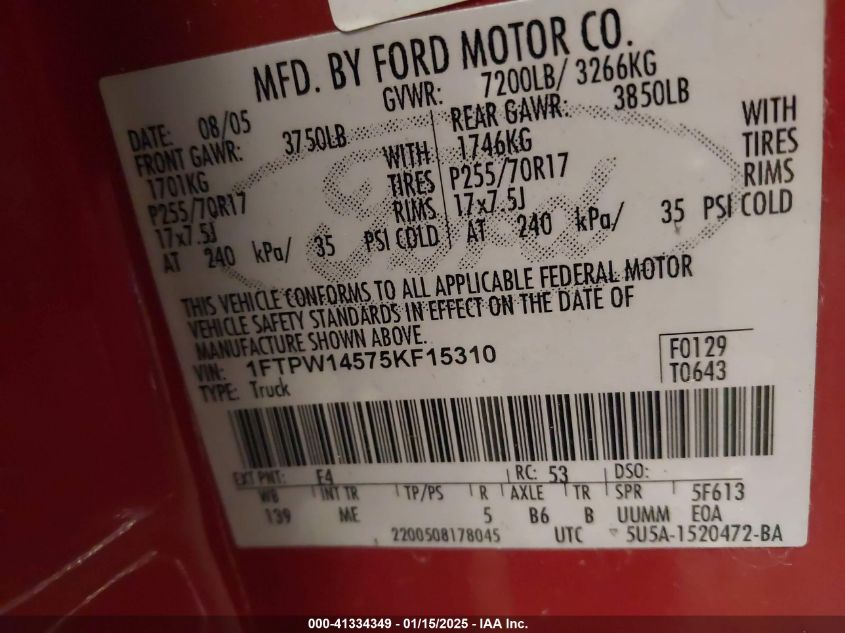 MFD. BY FORD MOTOR CO.
GVWR: 7200LB/ 3266KG
DATE: 08/05
FRONT GAWR: 3750LB
1701KG WITH
P255/70R17 TIRES
17x7.5J RIMS
AT 240 kPa/ 35 PSI COLD
REAR GAWR: 3850LB
1746KG WITH
P255/70R17 TIRES
17x7.5J RIMS
AT 240 kPa/ 35 PSI COLD
Ford
THIS VEHICLE CONFORMS TO ALL APPLICABLE FEDERAL MOTOR
VEHICLE SAFETY STANDARDS IN EFFECT ON THE DATE OF
MANUFACTURE SHOWN ABOVE.
VIN: 1FTPW14575KF15310
TYPE: Truck
F0129
T0643
EXT PNT: E4 RC: 53 DSO:
WB INT TR TP/PS R AXLE TR SPR 5F613
139 ME 5 B6 B UUMM E0A
2200508178045 UTC 5U5A-1520472-BA
000-41334349 - 01/15/2025 - IAA Inc.